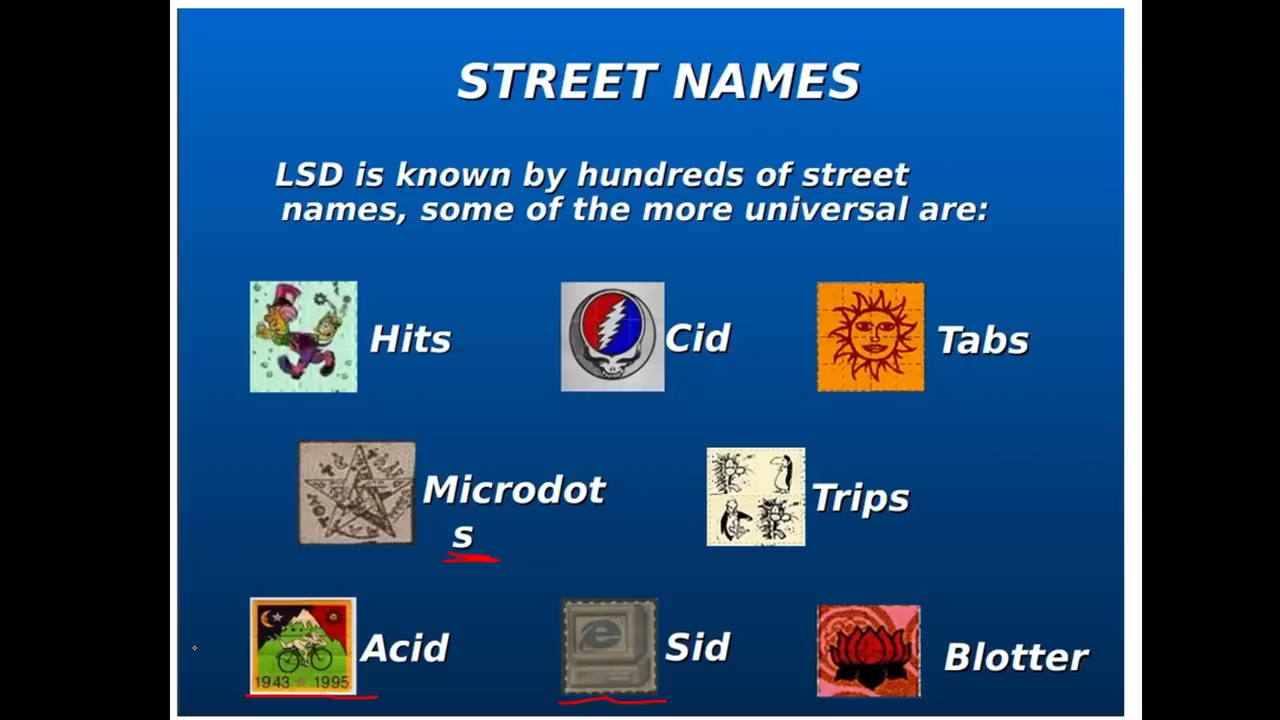 STREET NAMES
LSD is known by hundreds of street
names, some of the more universal are:
Hits
Cid
Tabs
Microdot
s
Trips
1943 1995
Acid
Sid
Blotter